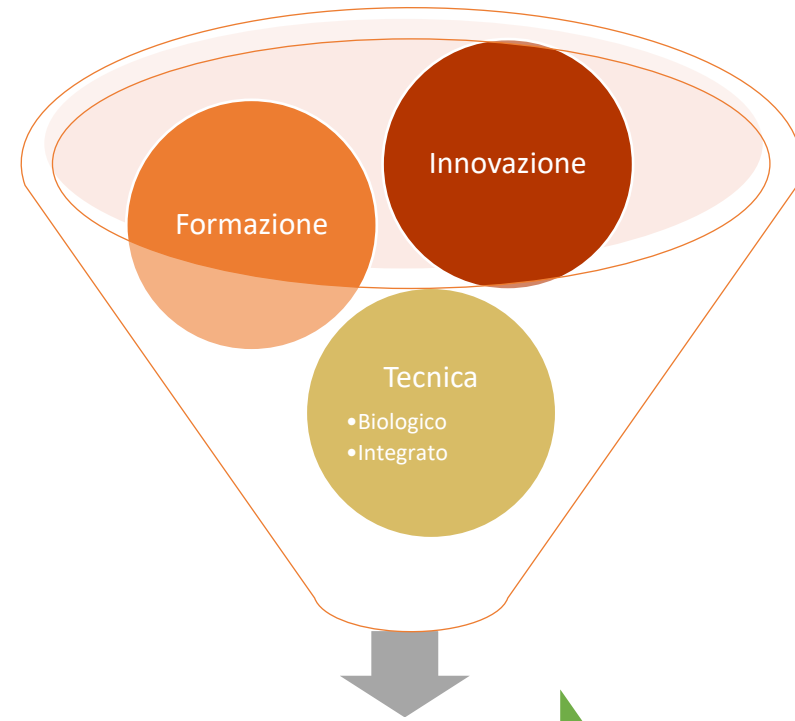 Innovazione
Formazione
Tecnica
•Biologico
•Integrato